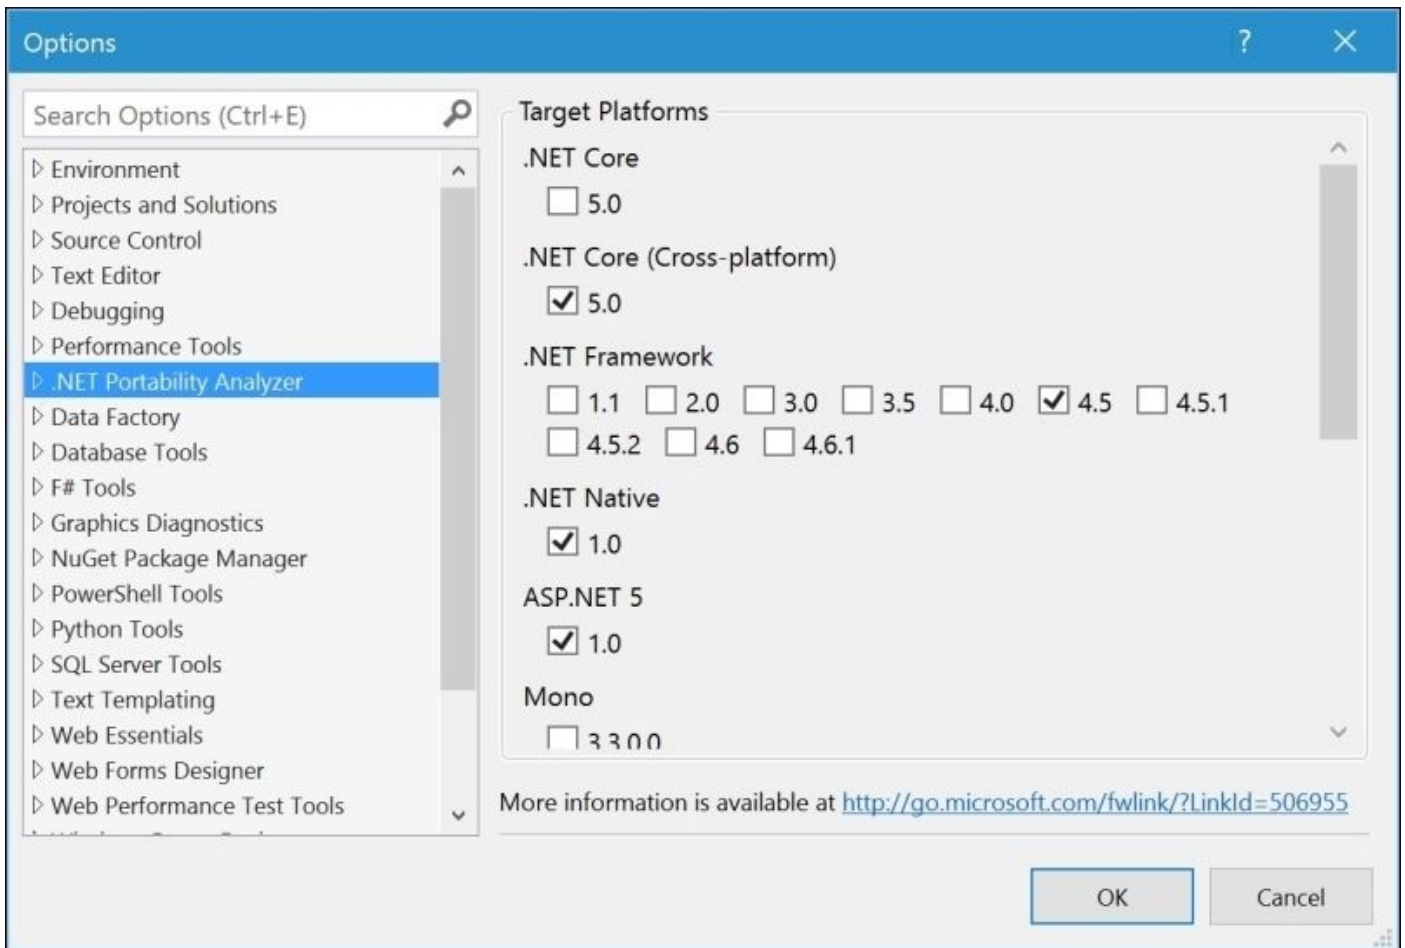 Options
?
Search Options (Ctrl+E)
Environment
Projects and Solutions
Source Control
Text Editor
Debugging
Performance Tools
.NET Portability Analyzer
Data Factory
Database Tools
F# Tools
Graphics Diagnostics
NuGet Package Manager
PowerShell Tools
Python Tools
SQL Server Tools
Text Templating
Web Essentials
Web Forms Designer
Web Performance Test Tools
Target Platforms
.NET Core
5.0
.NET Core (Cross-platform)
5.0
.NET Framework
1.1 2.0 3.0 3.5 4.0 4.5 4.5.1
4.5.2 4.6 4.6.1
.NET Native
1.0
ASP.NET 5
1.0
Mono
3.3.0.0
More information is available at http://go.microsoft.com/fwlink/?LinkId=506955
OK Cancel